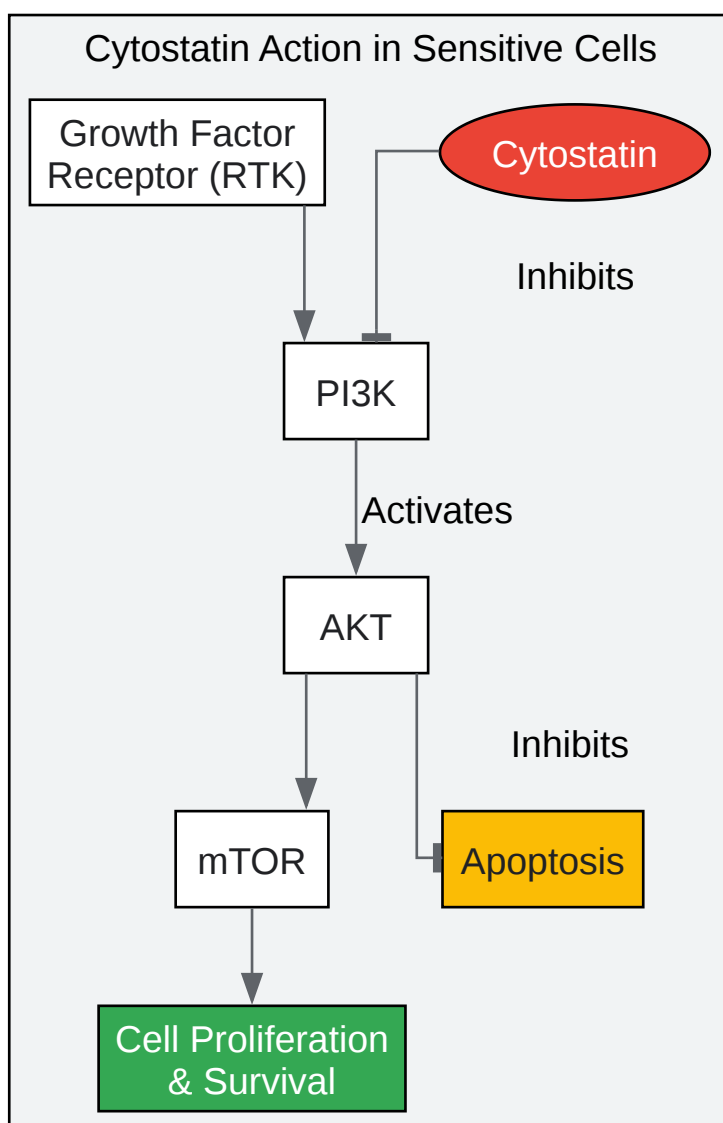 Cytostatin Action in Sensitive Cells
Growth Factor
Receptor (RTK)
Cytostatin
Inhibits
PI3K
Activates
AKT
Inhibits
mTOR
Apoptosis
Cell Proliferation
& Survival